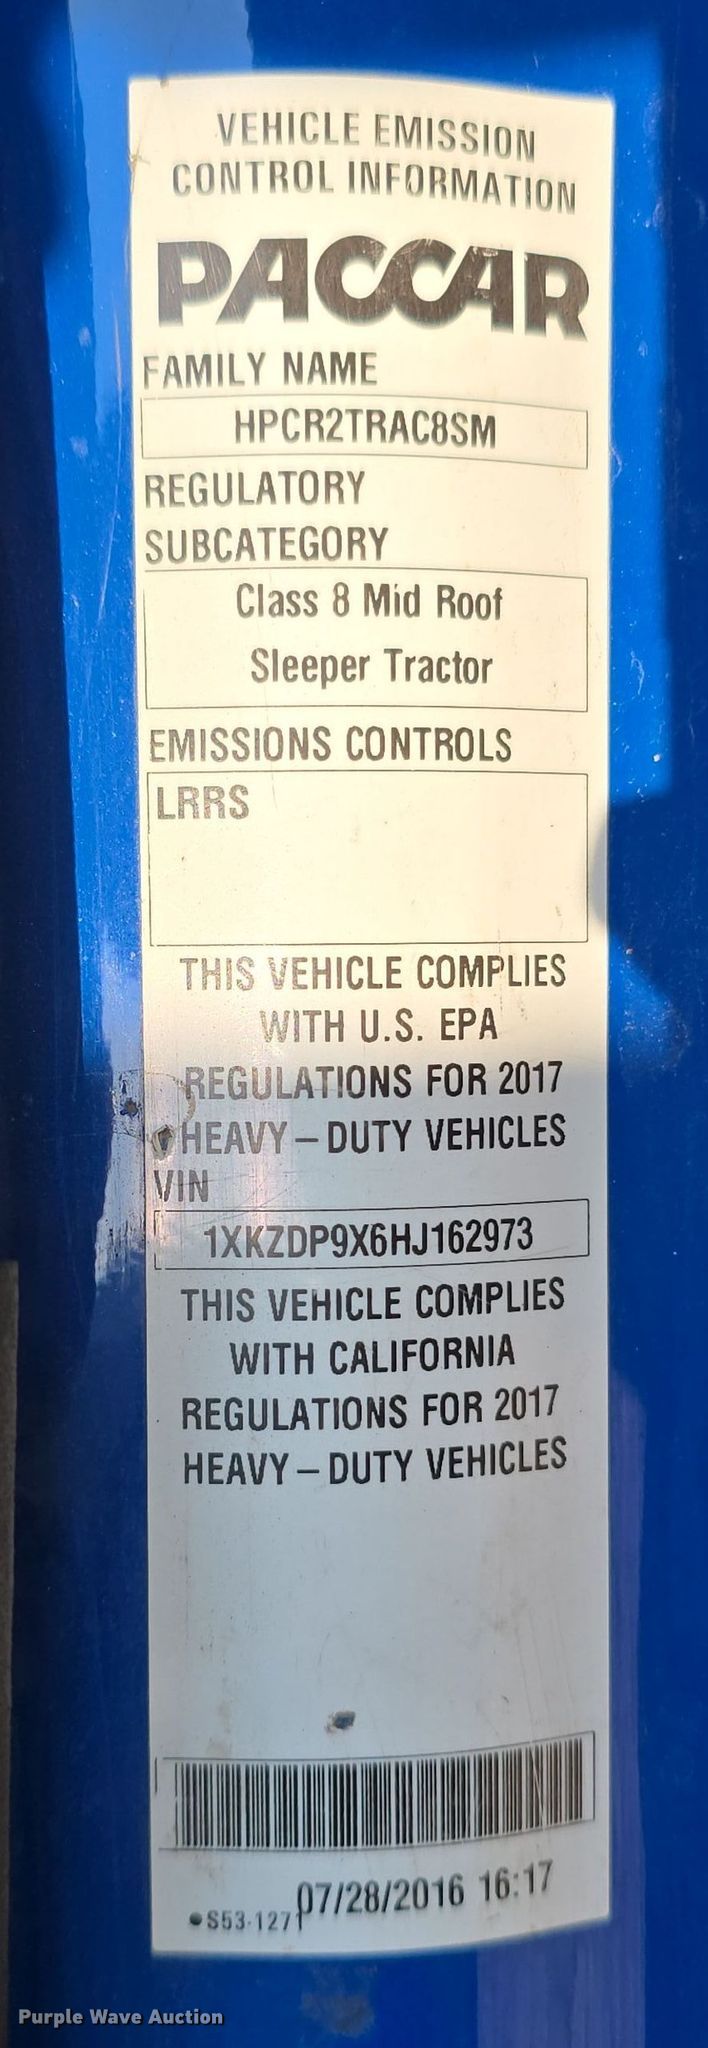 VEHICLE EMISSION
CONTROL INFORMATION
PACCAR
FAMILY NAME
HPCR2TRAC8SM
REGULATORY
SUBCATEGORY
Class 8 Mid Roof
Sleeper Tractor
EMISSIONS CONTROLS
LRRS
THIS VEHICLE COMPLIES
WITH U.S. EPA
REGULATIONS FOR 2017
HEAVY – DUTY VEHICLES
VIN
1XKZDP9X6HJ162973
THIS VEHICLE COMPLIES
WITH CALIFORNIA
REGULATIONS FOR 2017
HEAVY – DUTY VEHICLES
07/28/2016 16:17
•S53-1271
Purple Wave Auction